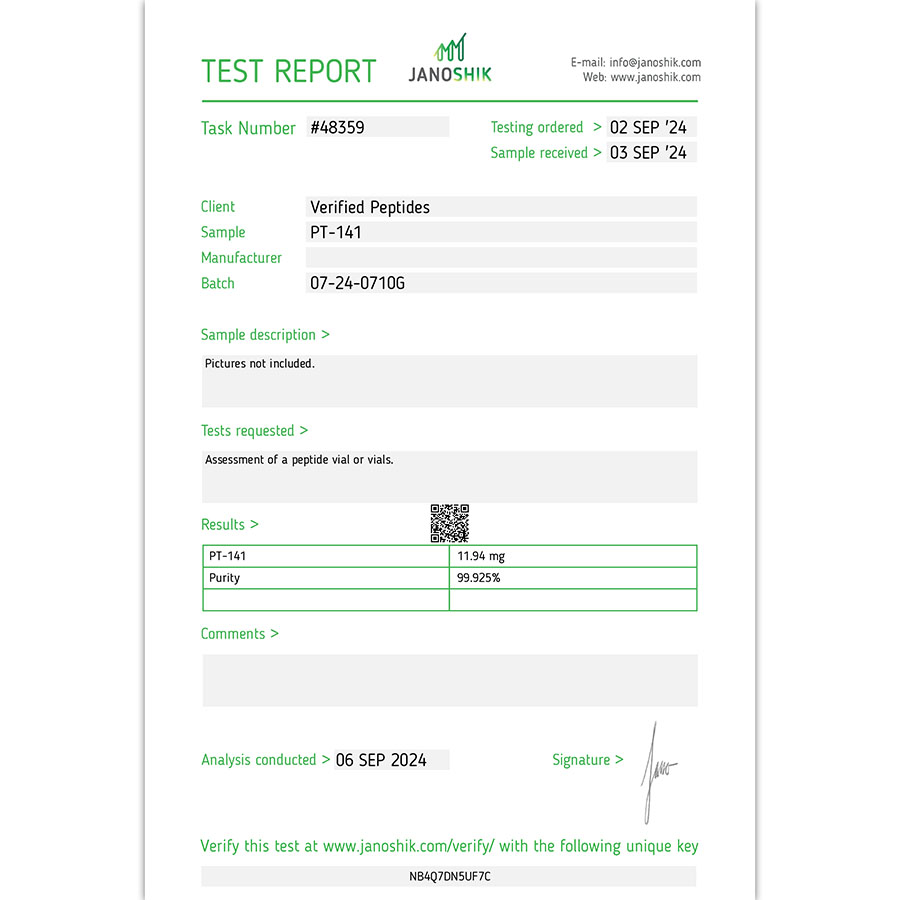 TEST REPORT
JANOSHIK
E-mail: info@janoshik.com
Web: www.janoshik.com
Task Number #48359
Testing ordered > 02 SEP '24
Sample received > 03 SEP '24
Client Verified Peptides
Sample PT-141
Manufacturer
Batch 07-24-0710G
Sample description >
Pictures not included.
Tests requested >
Assessment of a peptide vial or vials.
Results >
PT-141 11.94 mg
Purity 99.925%
Comments >
Analysis conducted > 06 SEP 2024
Signature > Jano
Verify this test at www.janoshik.com/verify/ with the following unique key
NB4Q7DN5UF7C